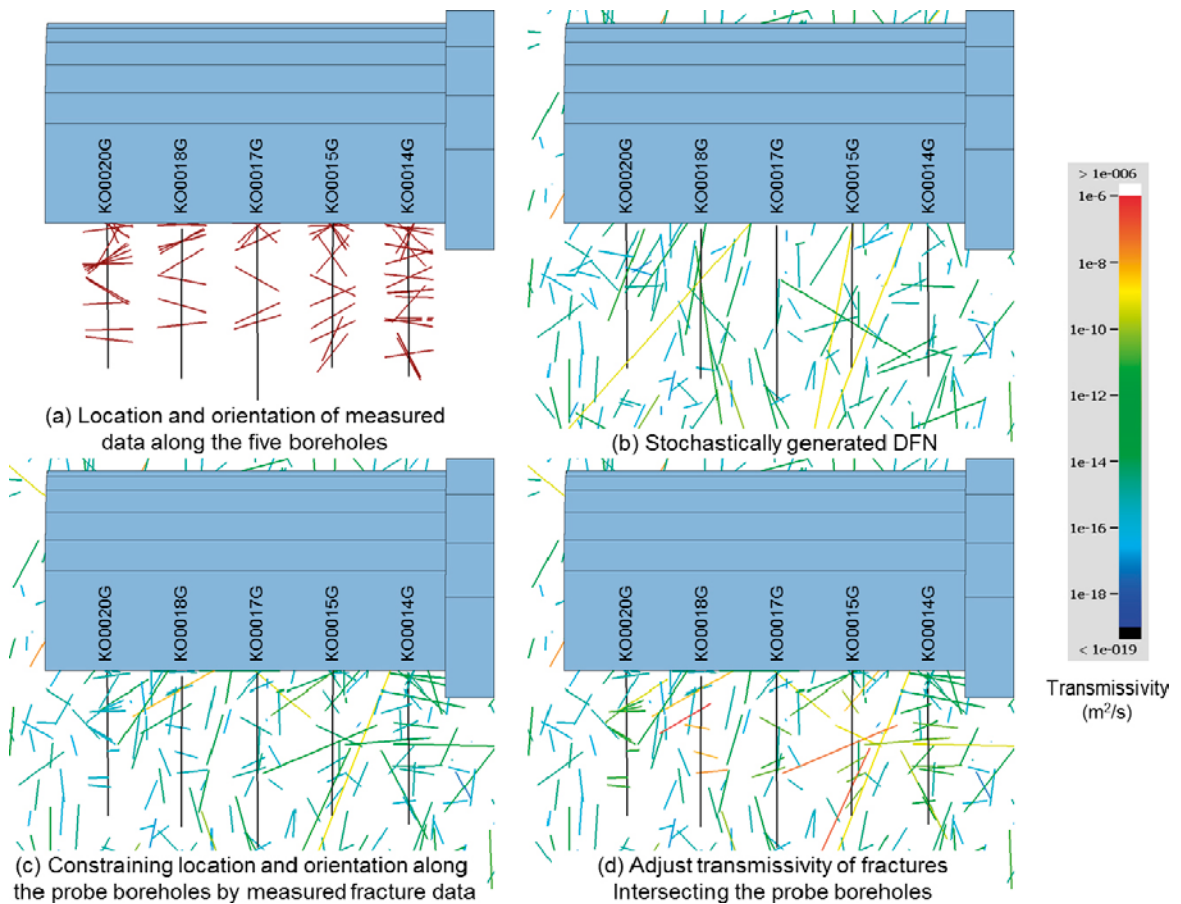 KO0020G
KO0018G
KO0017G
KO0015G
KO0014G
(a) Location and orientation of measured
data along the five boreholes
KO0020G
KO0018G
KO0017G
KO0015G
KO0014G
(b) Stochastically generated DFN
KO0020G
KO0018G
KO0017G
KO0015G
KO0014G
(c) Constraining location and orientation along
the probe boreholes by measured fracture data
KO0020G
KO0018G
KO0017G
KO0015G
KO0014G
(d) Adjust transmissivity of fractures
Intersecting the probe boreholes
> 1e-006
1e-6
1e-8
1e-10
1e-12
1e-14
1e-16
1e-18
< 1e-019
Transmissivity
(m²/s)